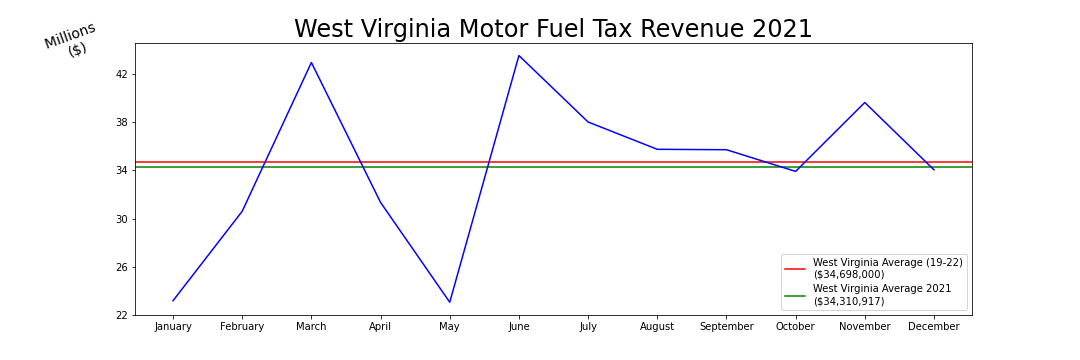 West Virginia Motor Fuel Tax Revenue 2021
Millions
($)
42
38
34
30
26
22
West Virginia Average (19-22)
($34,698,000)
West Virginia Average 2021
($34,310,917)
January February March April May June July August September October November December